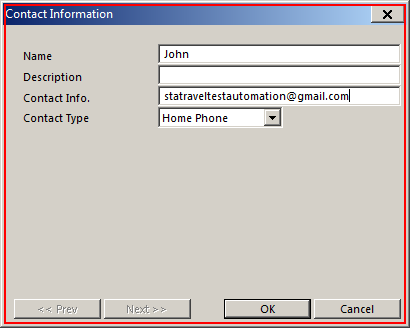 Contact Information
Name John
Description
Contact Info. statraveltestautomation@gmail.com
Contact Type Home Phone
<< Prev Next >> OK Cancel